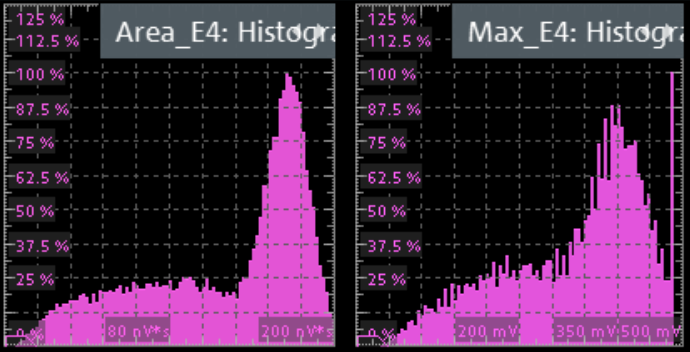 125 %
112.5 %
Area_E4: Histogra
100 %
87.5 %
75 %
62.5 %
50 %
37.5 %
25 %
0 %
80 nV*s
200 nV*s
125 %
112.5 %
Max_E4: Histogra
100 %
87.5 %
75 %
62.5 %
50 %
37.5 %
25 %
0 %
200 mV
350 mV
500 mV